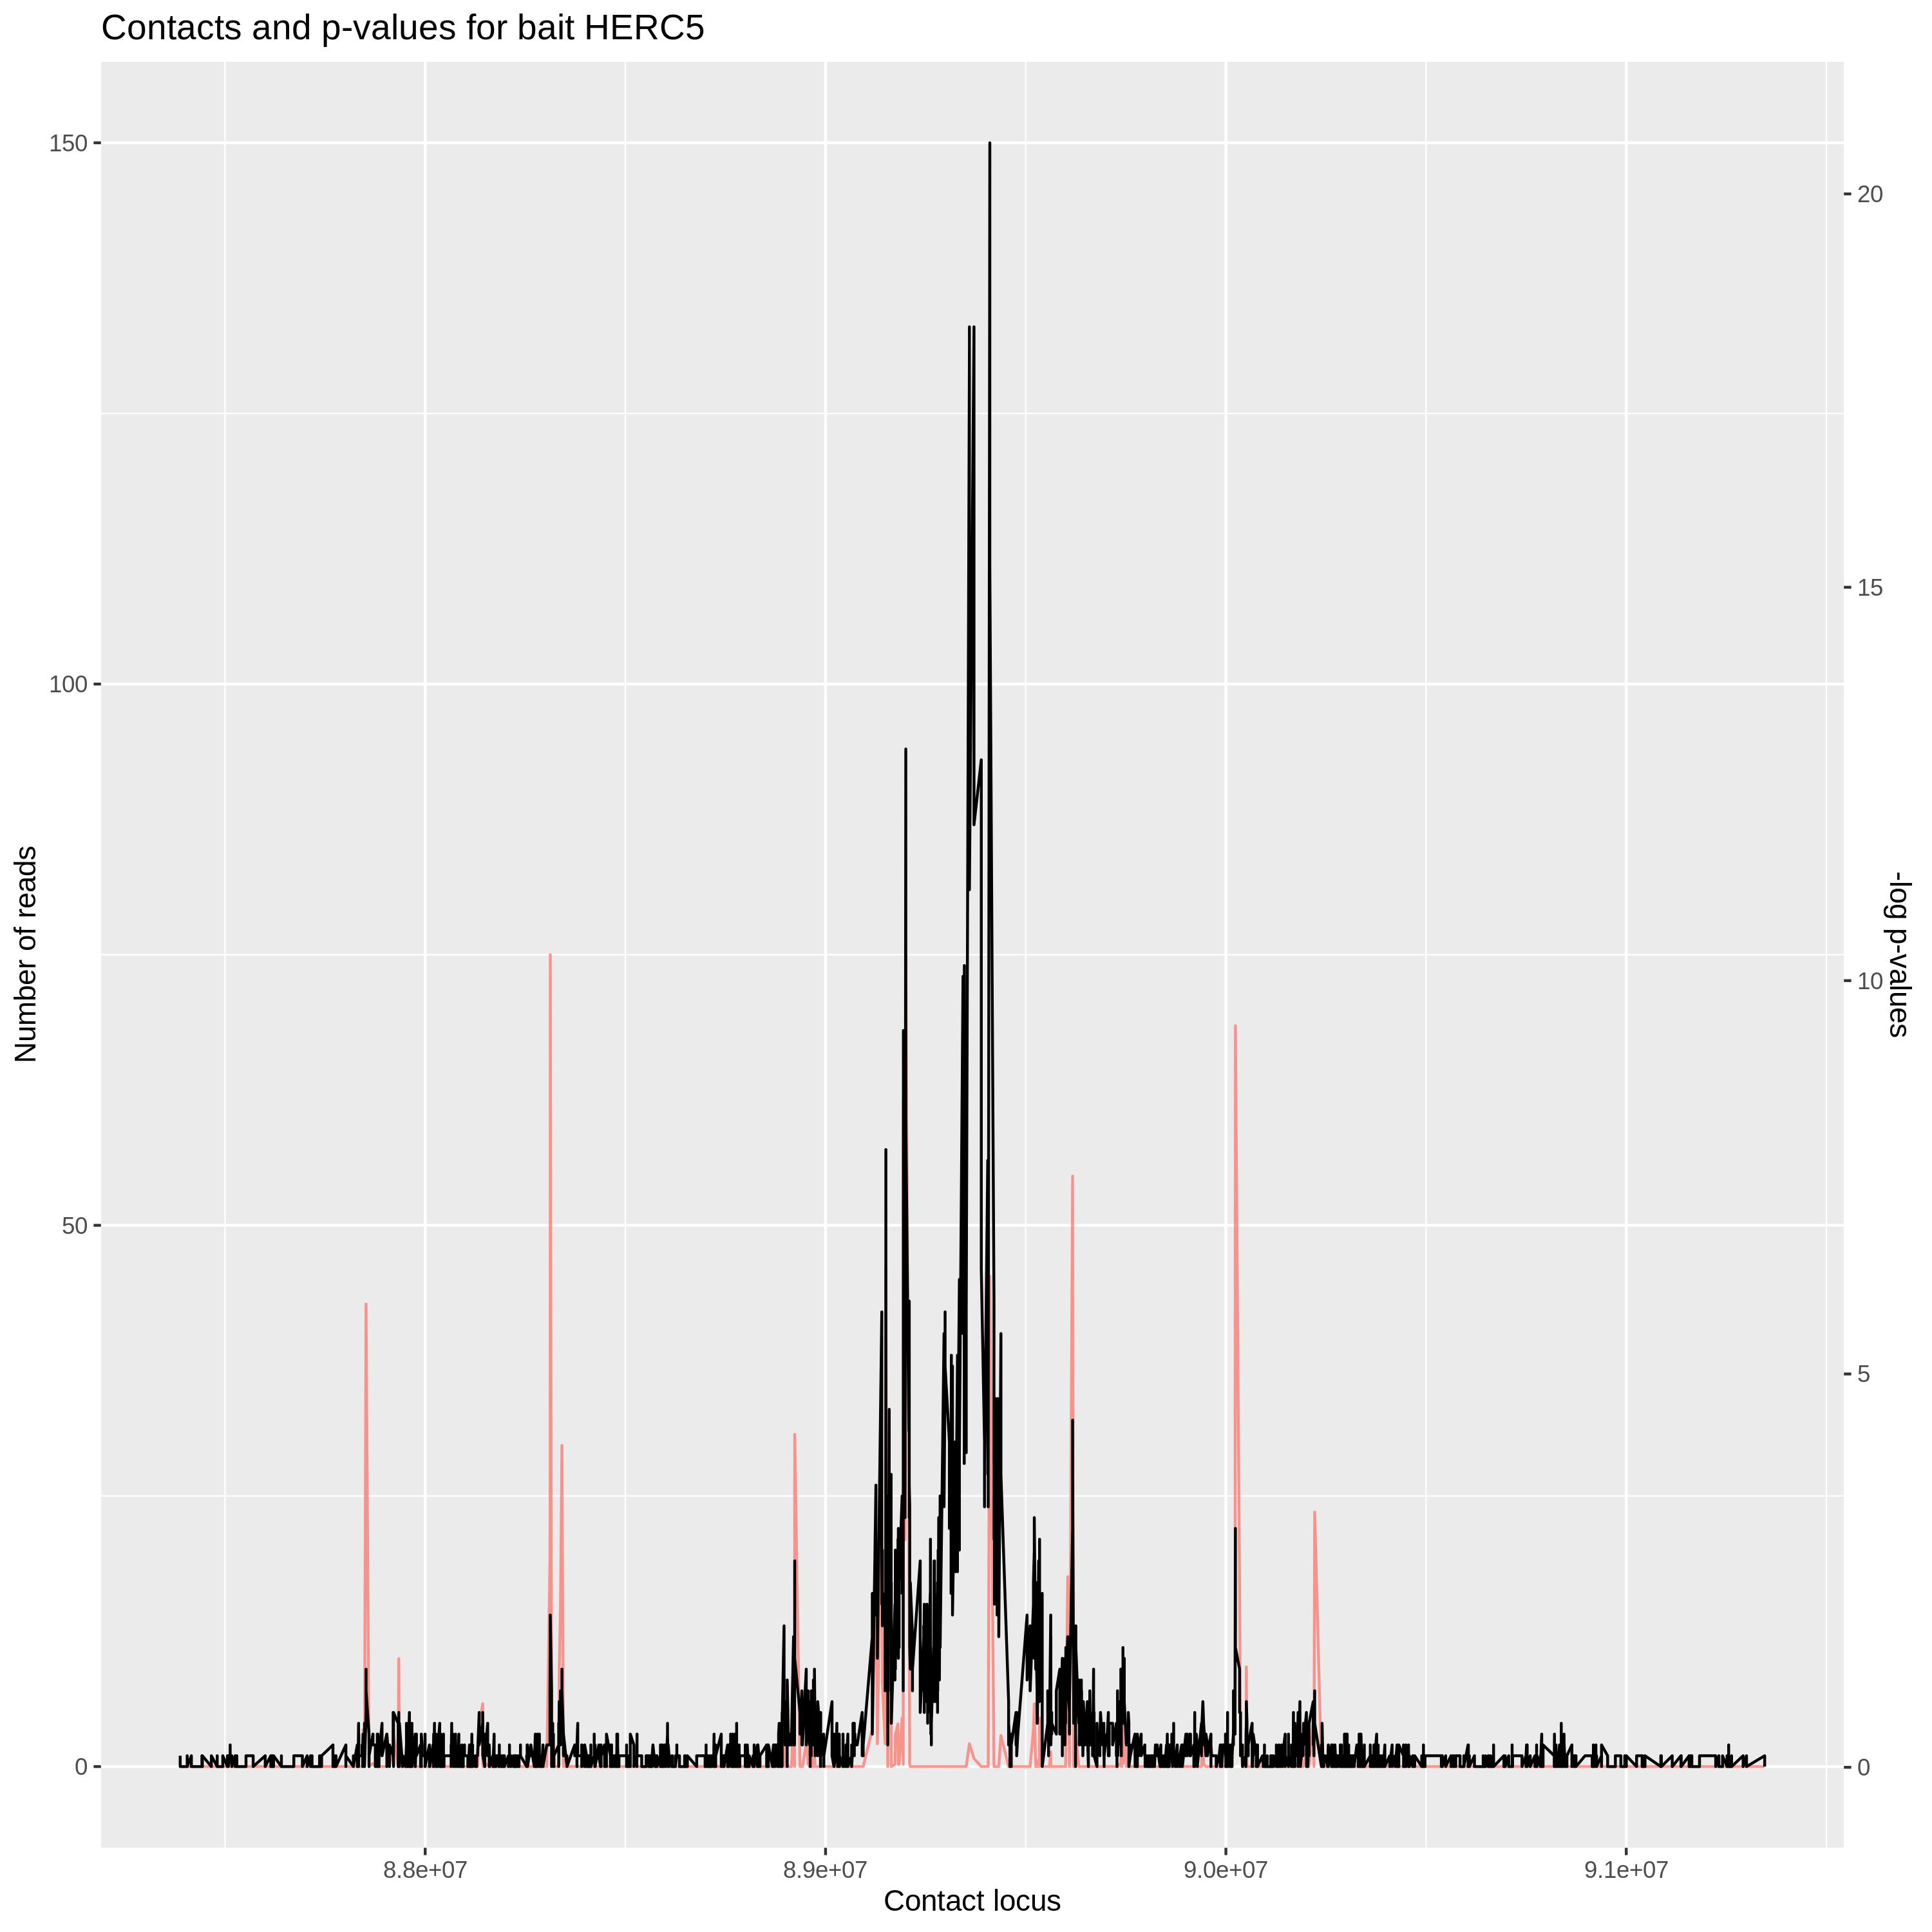 Contacts and p-values for bait HERC5
150
100
50
0
Number of reads
20
15
10
5
0
-log p-values
8.8e+07
8.9e+07
9.0e+07
9.1e+07
Contact locus